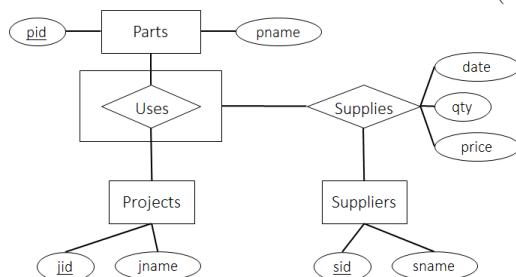 pid
Parts
pname
date
Uses
Supplies
qty
price
Projects
Suppliers
jid
jname
sid
sname